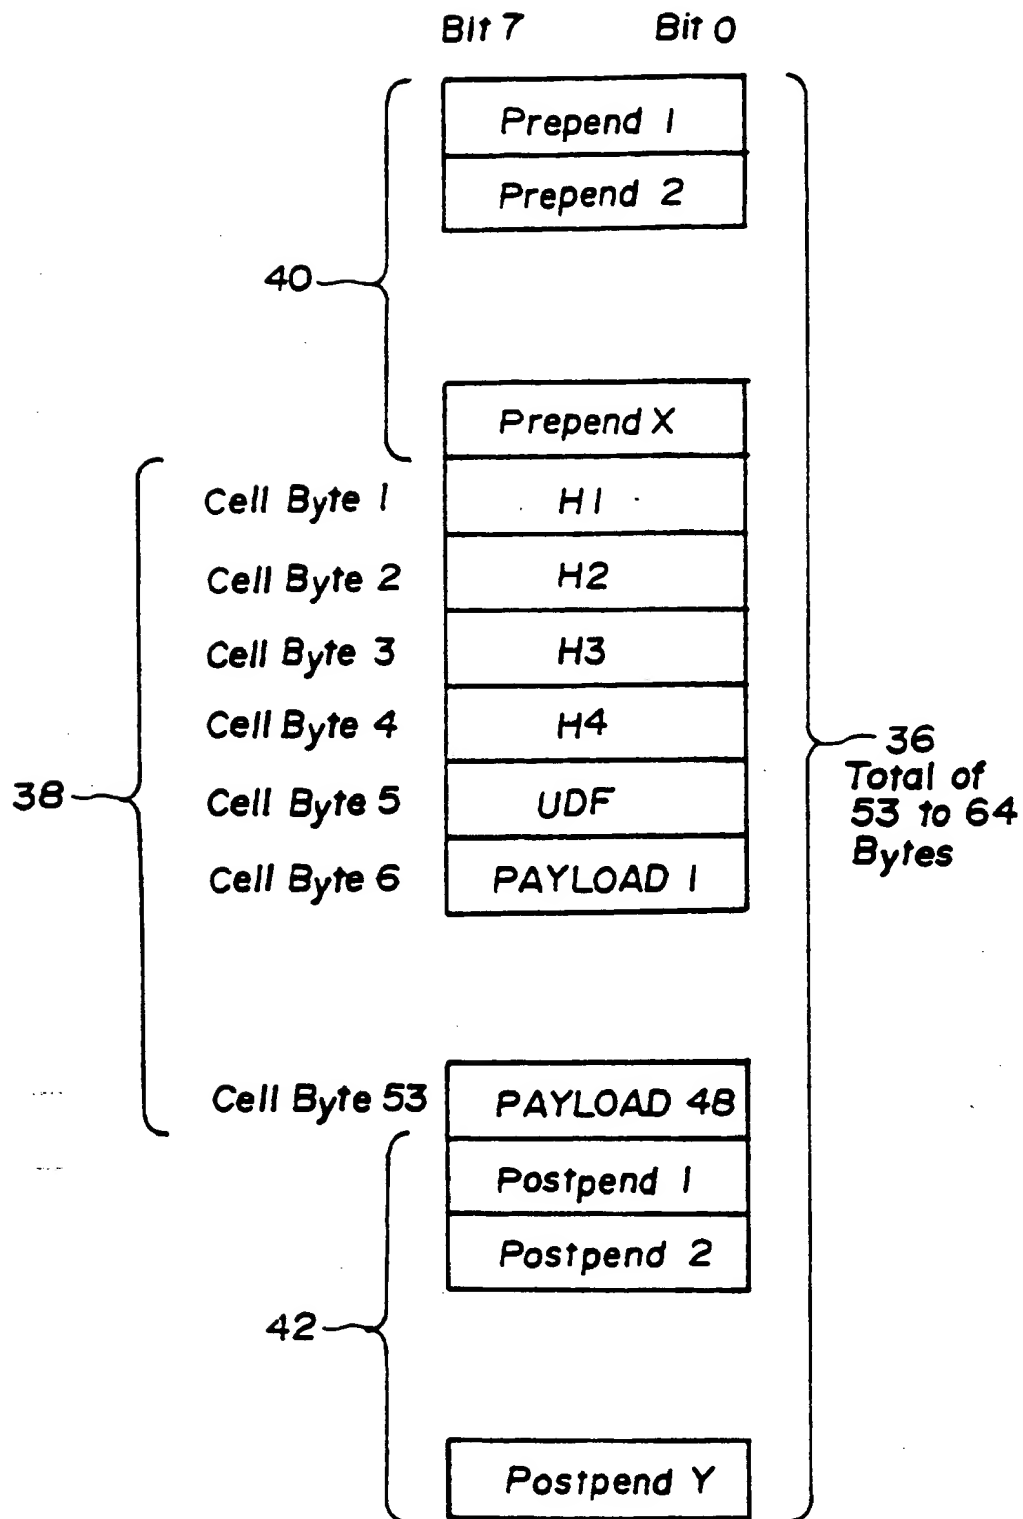 Bit 7 Bit 0
Prepend 1
Prepend 2
40
Prepend X
Cell Byte 1 H1
Cell Byte 2 H2
Cell Byte 3 H3
Cell Byte 4 H4
36
Total of
53 to 64
Bytes
38
Cell Byte 5 UDF
Cell Byte 6 PAYLOAD 1
Cell Byte 53 PAYLOAD 48
Postpend 1
Postpend 2
42
Postpend Y